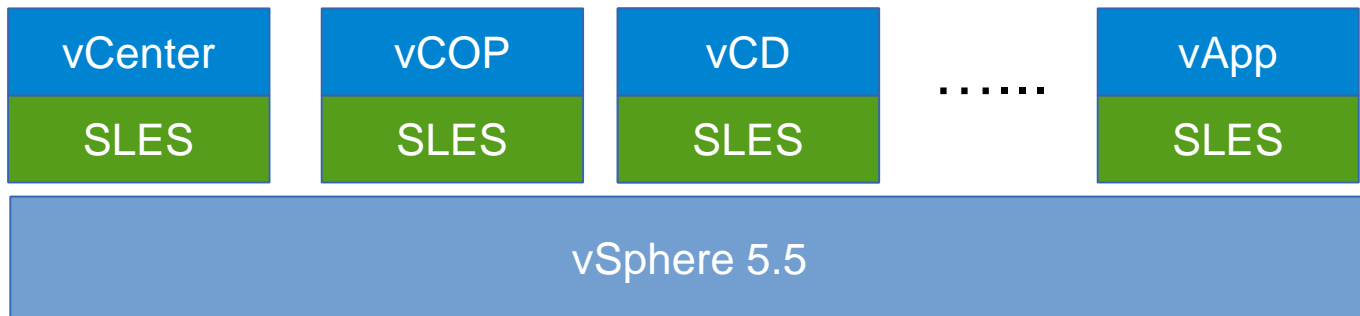 vCenter vCOP vCD ...... vApp
SLES SLES SLES SLES
vSphere 5.5